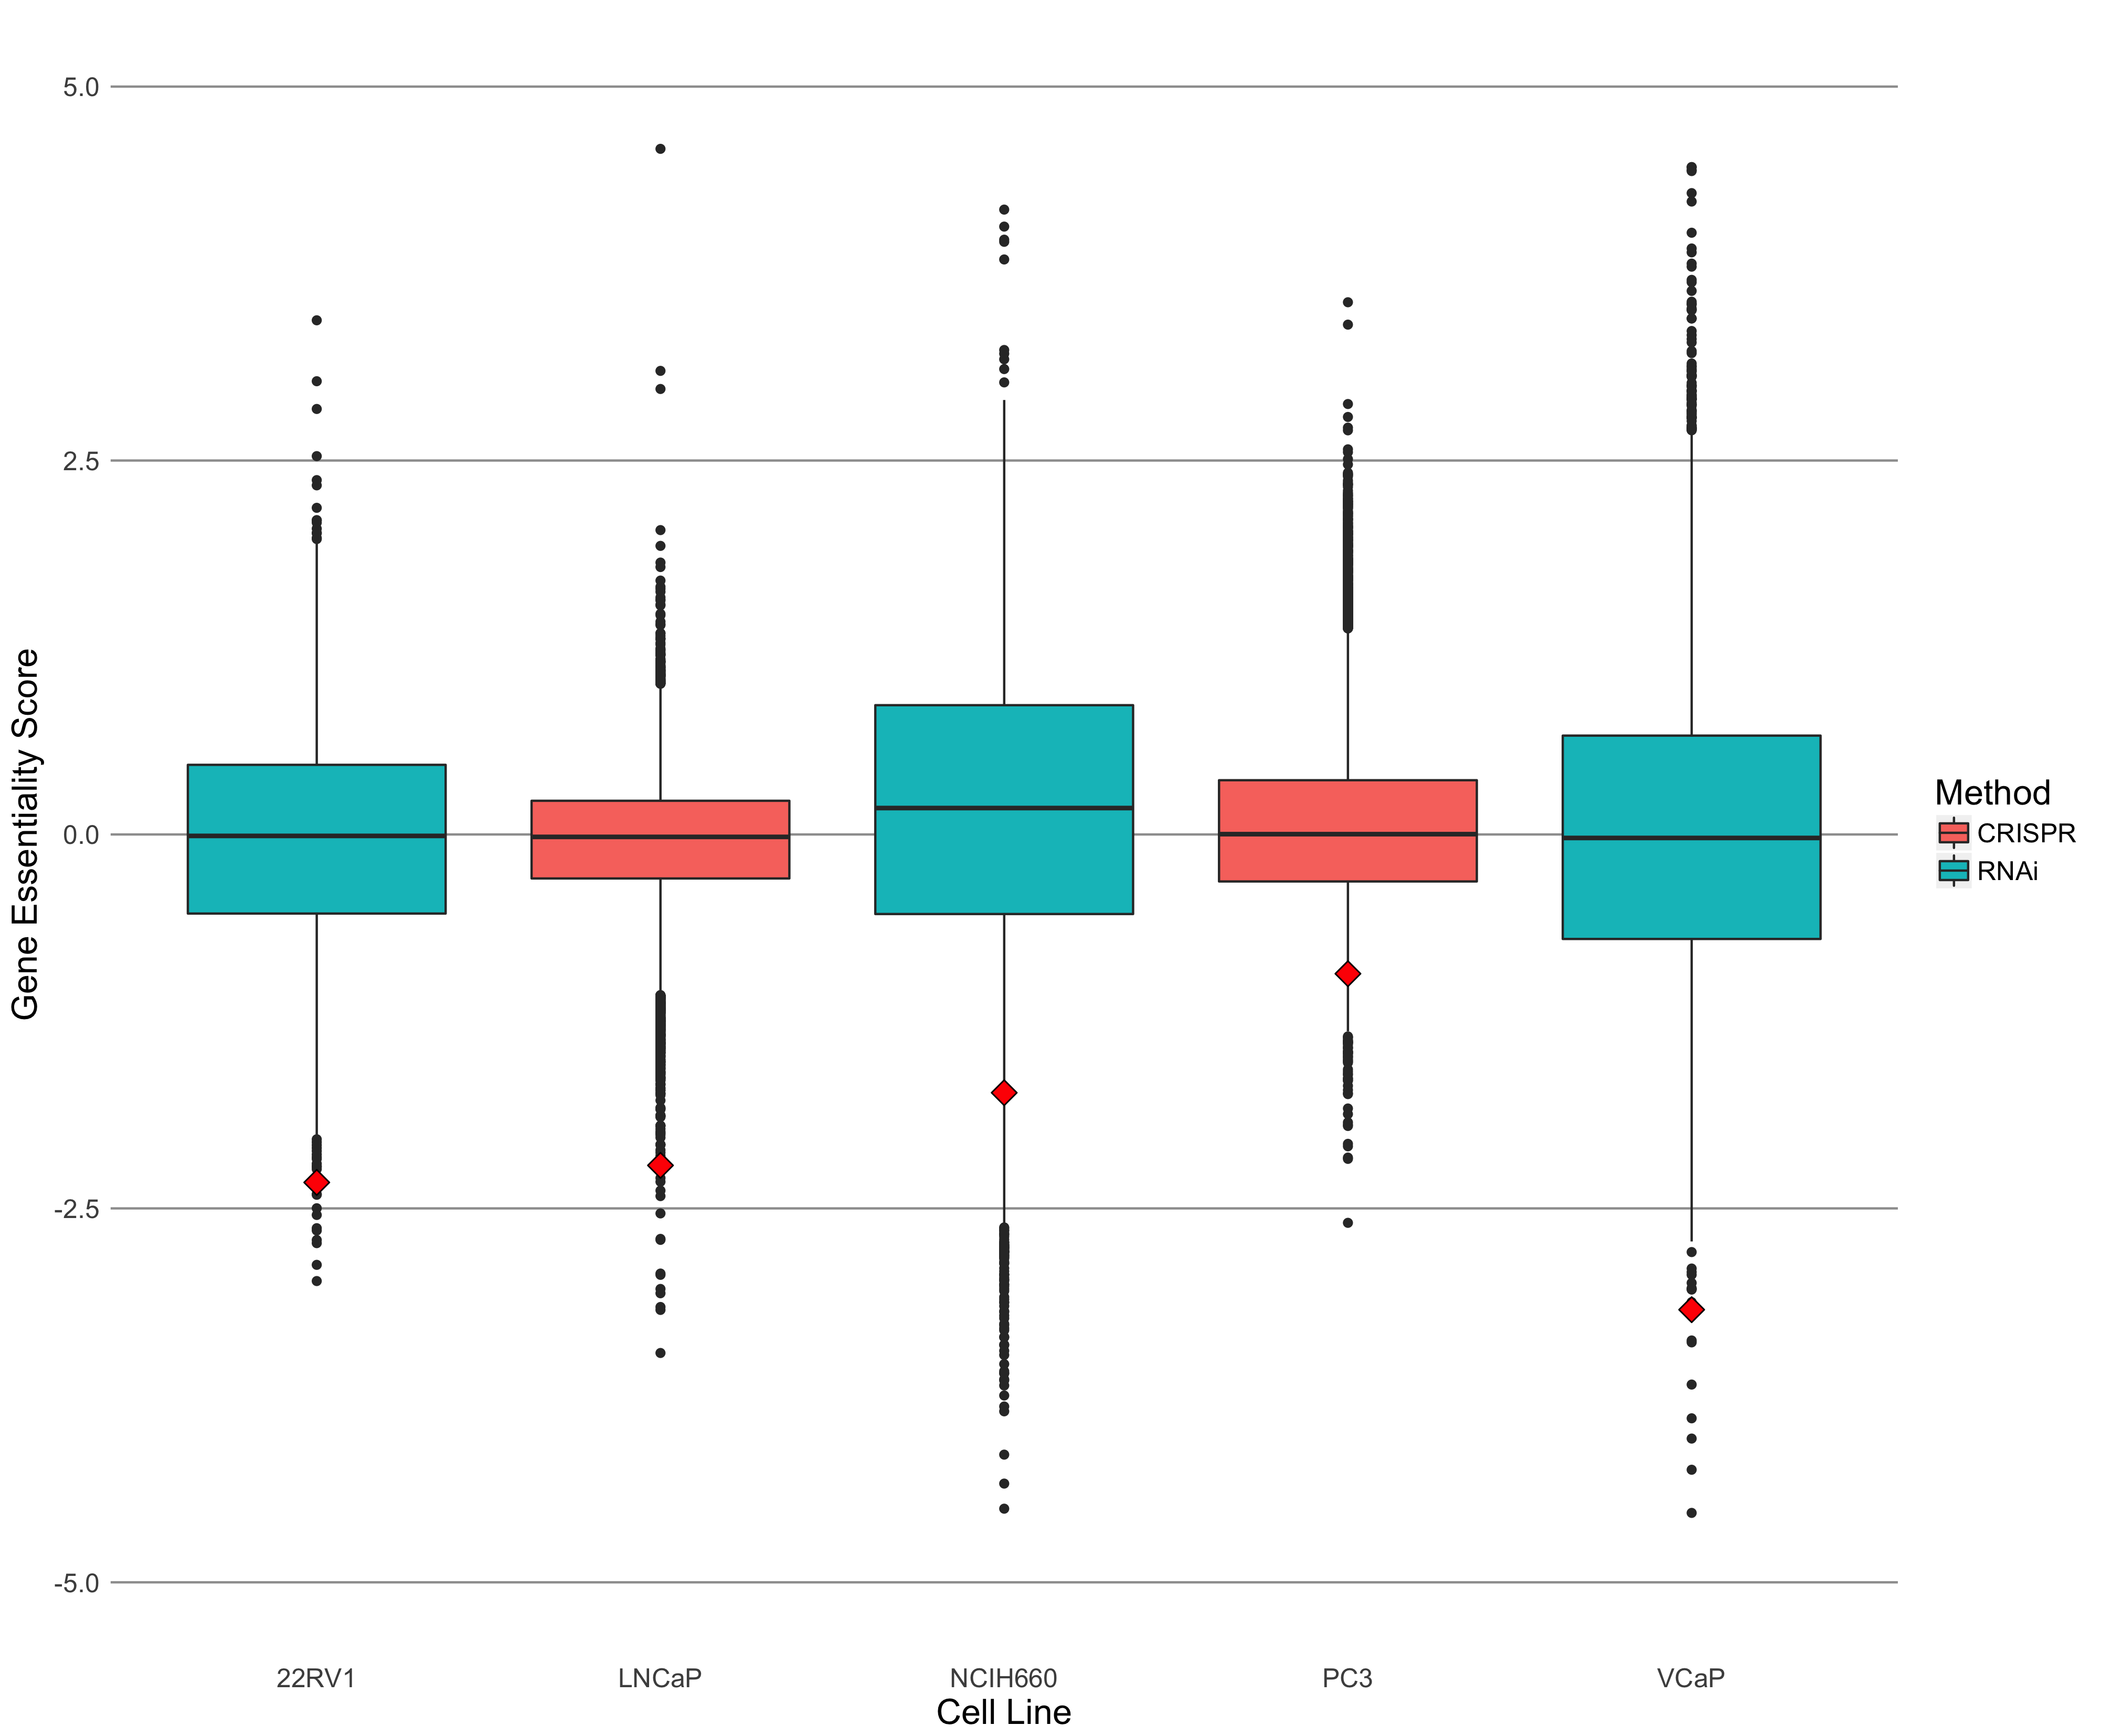 Gene Essentiality Score
5.0
2.5
0.0
-2.5
-5.0
22RV1 LNCaP NCIH660 PC3 VCaP
Cell Line
Method
CRISPR
RNAi